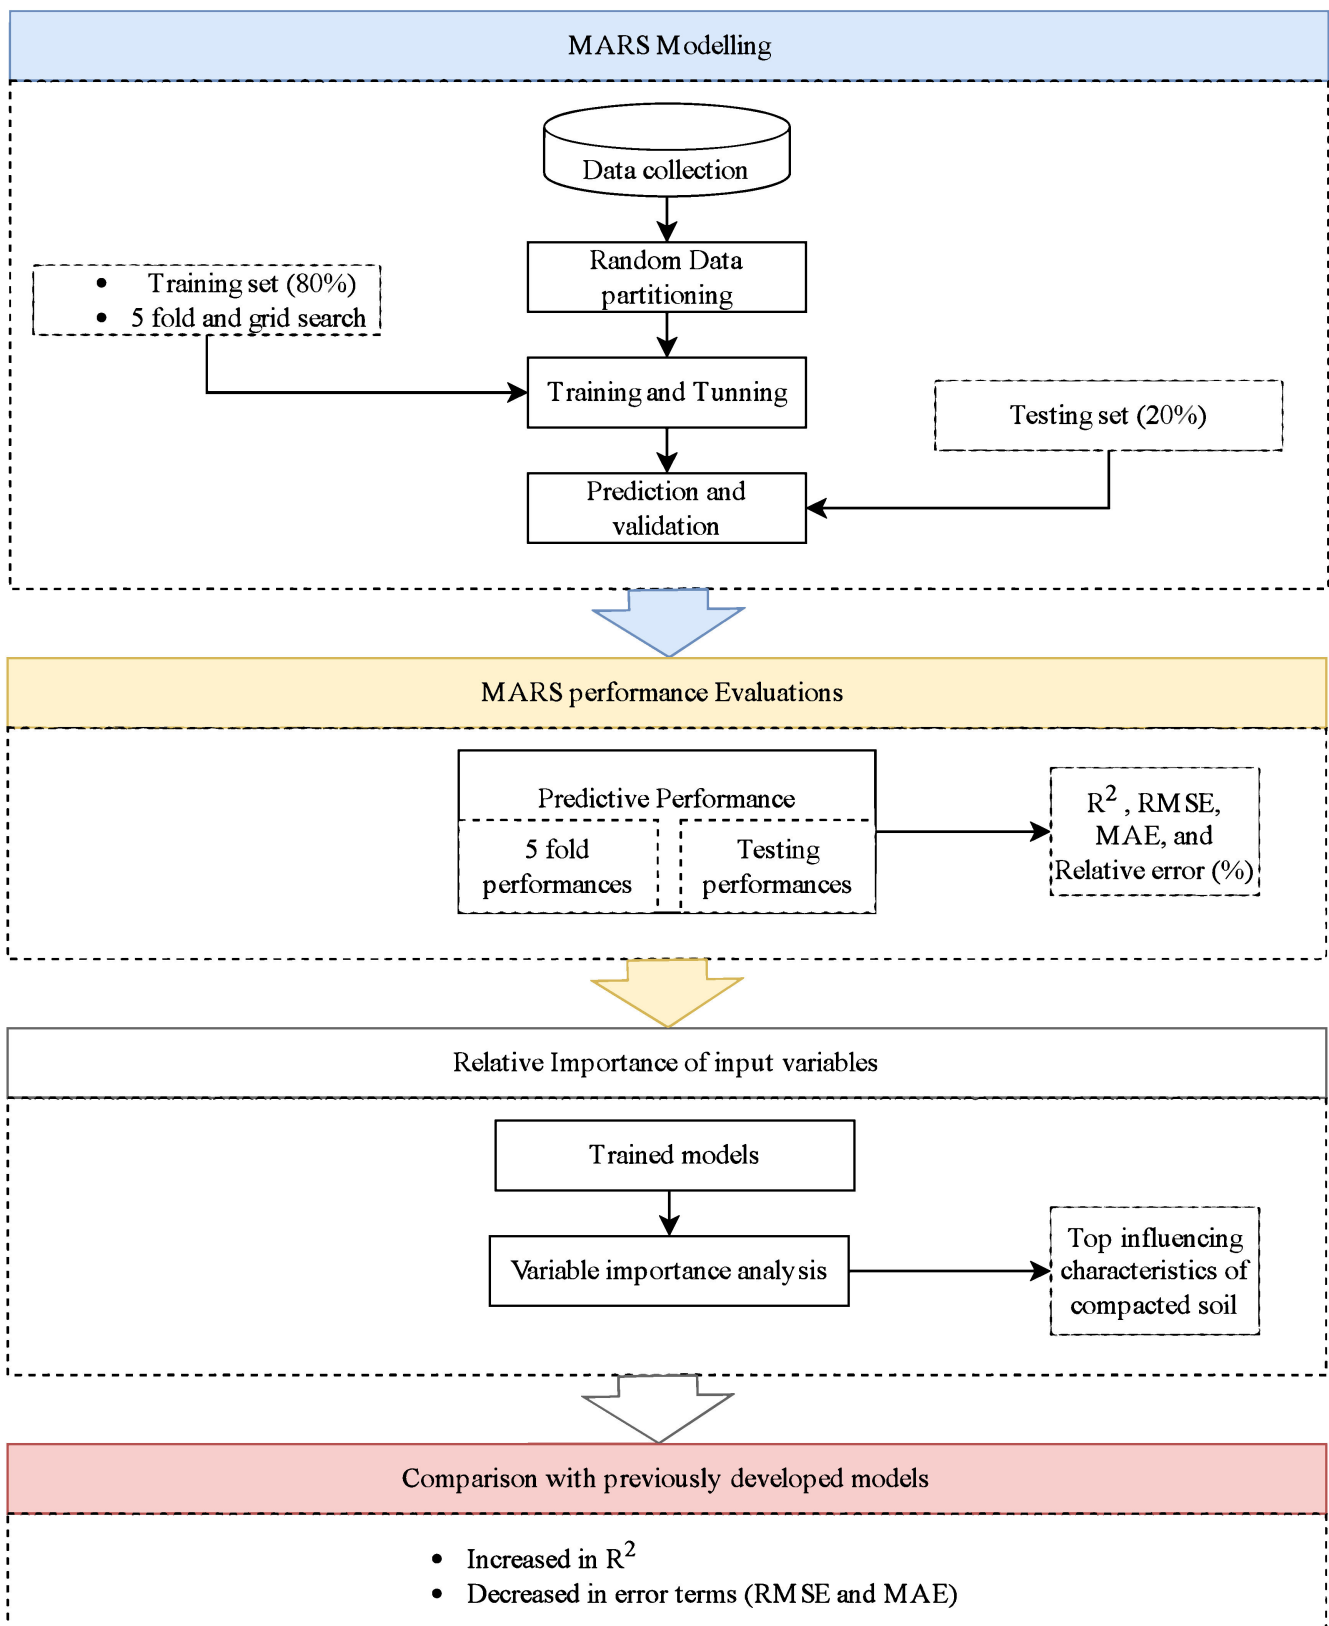 MARS Modelling
Data collection
Random Data
partitioning
• Training set (80%)
• 5 fold and grid search
Training and Tunning
Testing set (20%)
Prediction and
validation
MARS performance Evaluations
Predictive Performance
5 fold
performances
Testing
performances
R², RMSE,
MAE, and
Relative error (%)
Relative Importance of input variables
Trained models
Variable importance analysis
Top influencing
characteristics of
compacted soil
Comparison with previously developed models
• Increased in R²
• Decreased in error terms (RMSE and MAE)